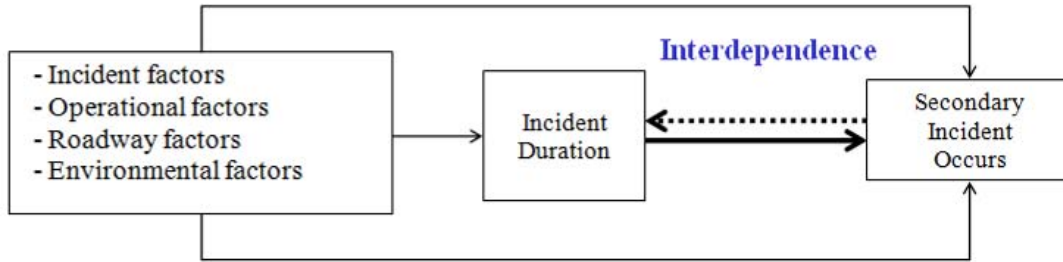 - Incident factors
- Operational factors
- Roadway factors
- Environmental factors
Incident
Duration
Interdependence
Secondary
Incident
Occurs